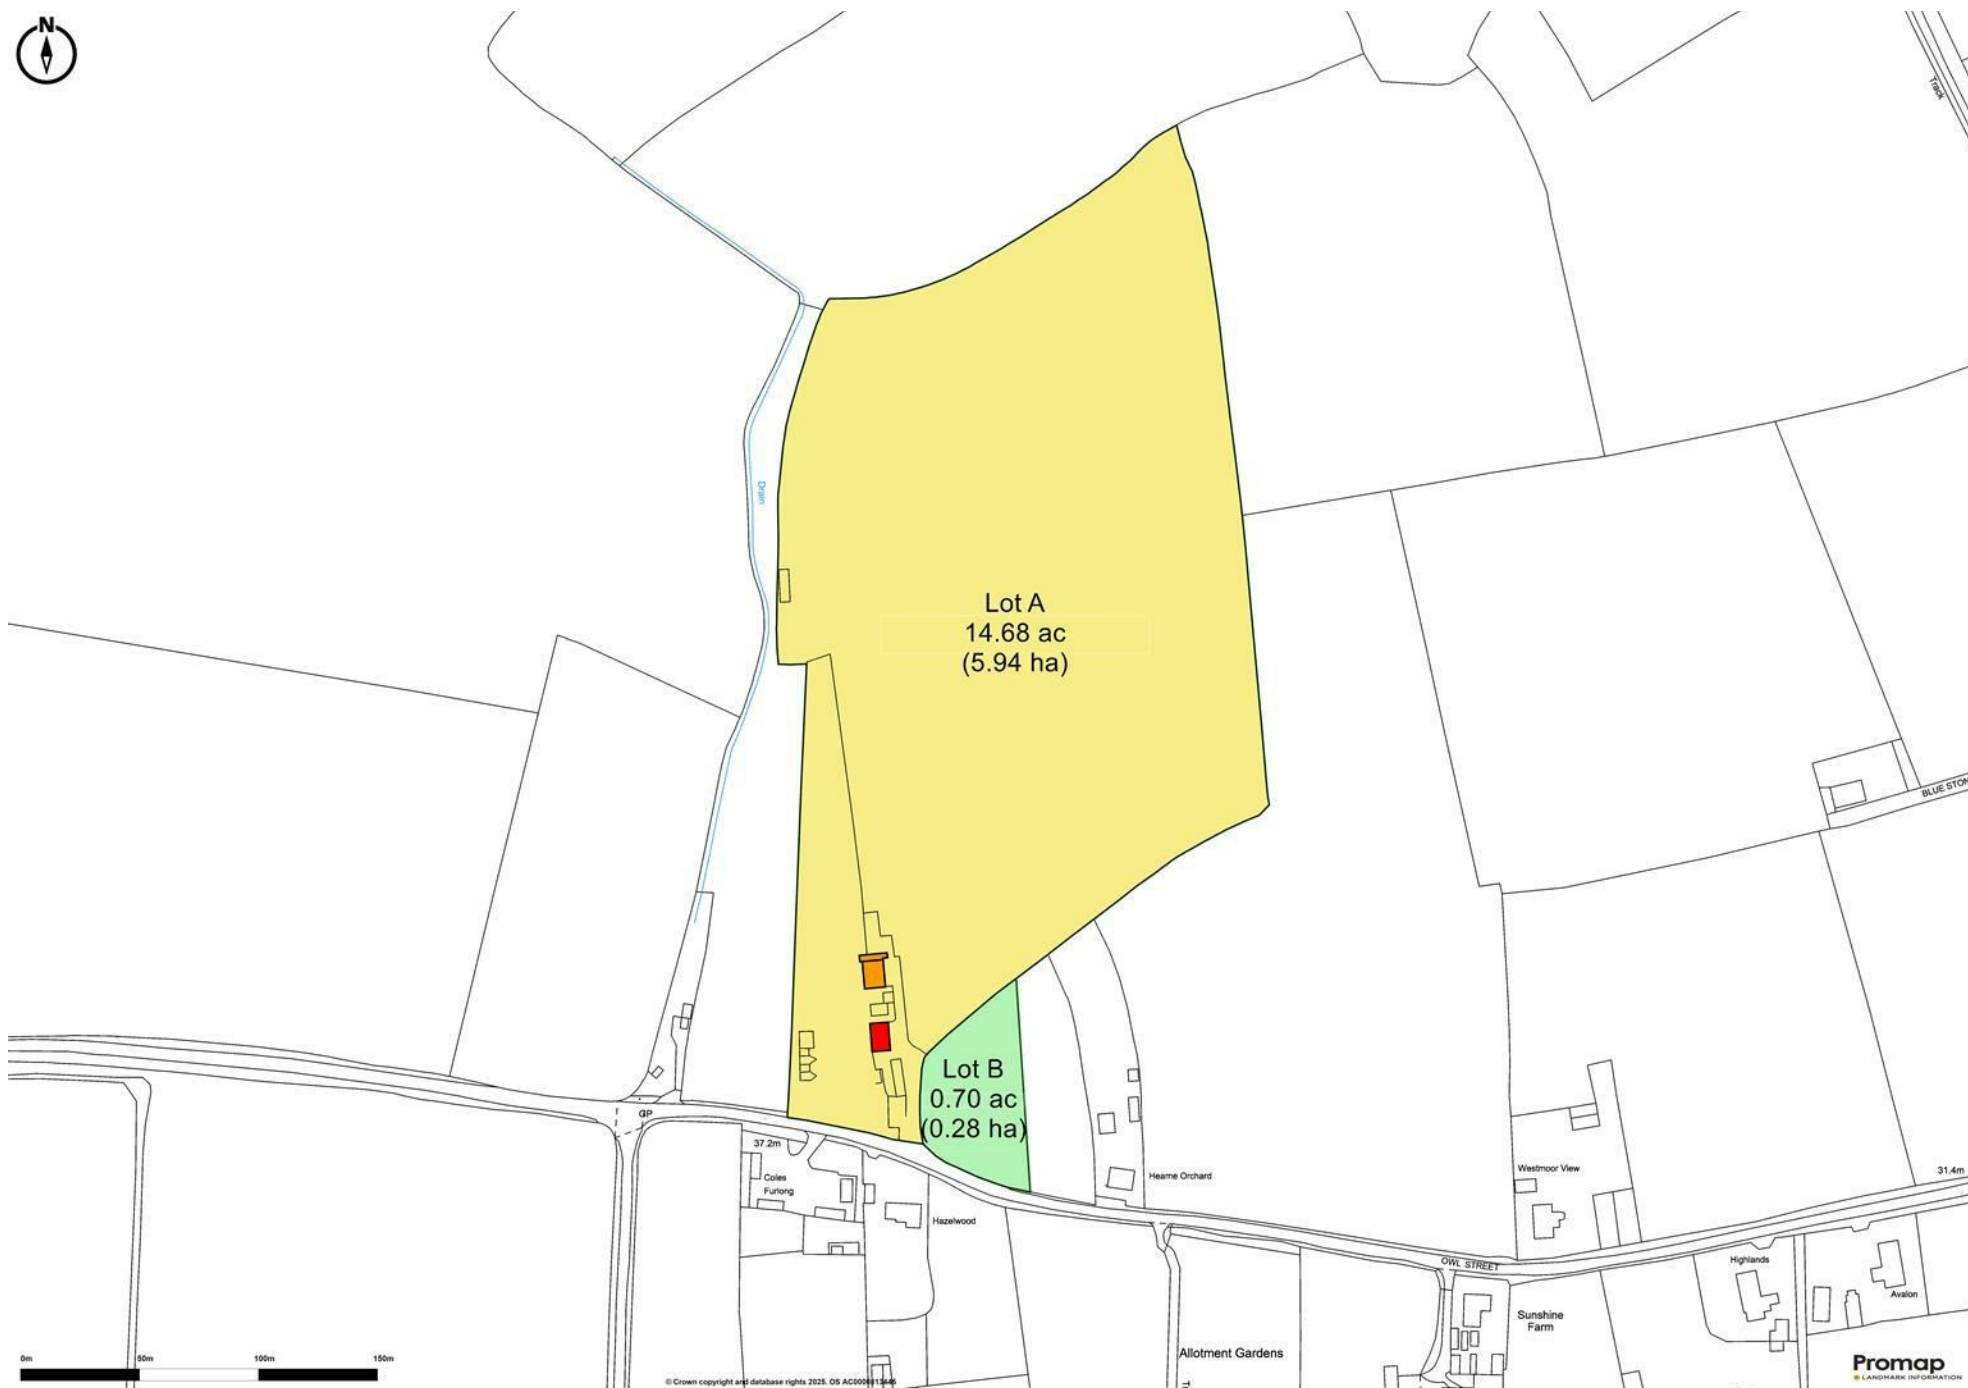 N
Track
Drain
Lot A
14.68 ac
(5.94 ha)
BLUE STON
Lot B
0.70 ac
(0.28 ha)
GP
37.2m
Coles
Furlong
Hazelwood
Hearne Orchard
Westmoor View
31.4m
OWL STREET
Highlands
Avalon
Sunshine
Farm
Allotment Gardens
0m
50m
100m
150m
© Crown copyright and database rights 2025. OS
Promap
LANDMARK INFORMATION